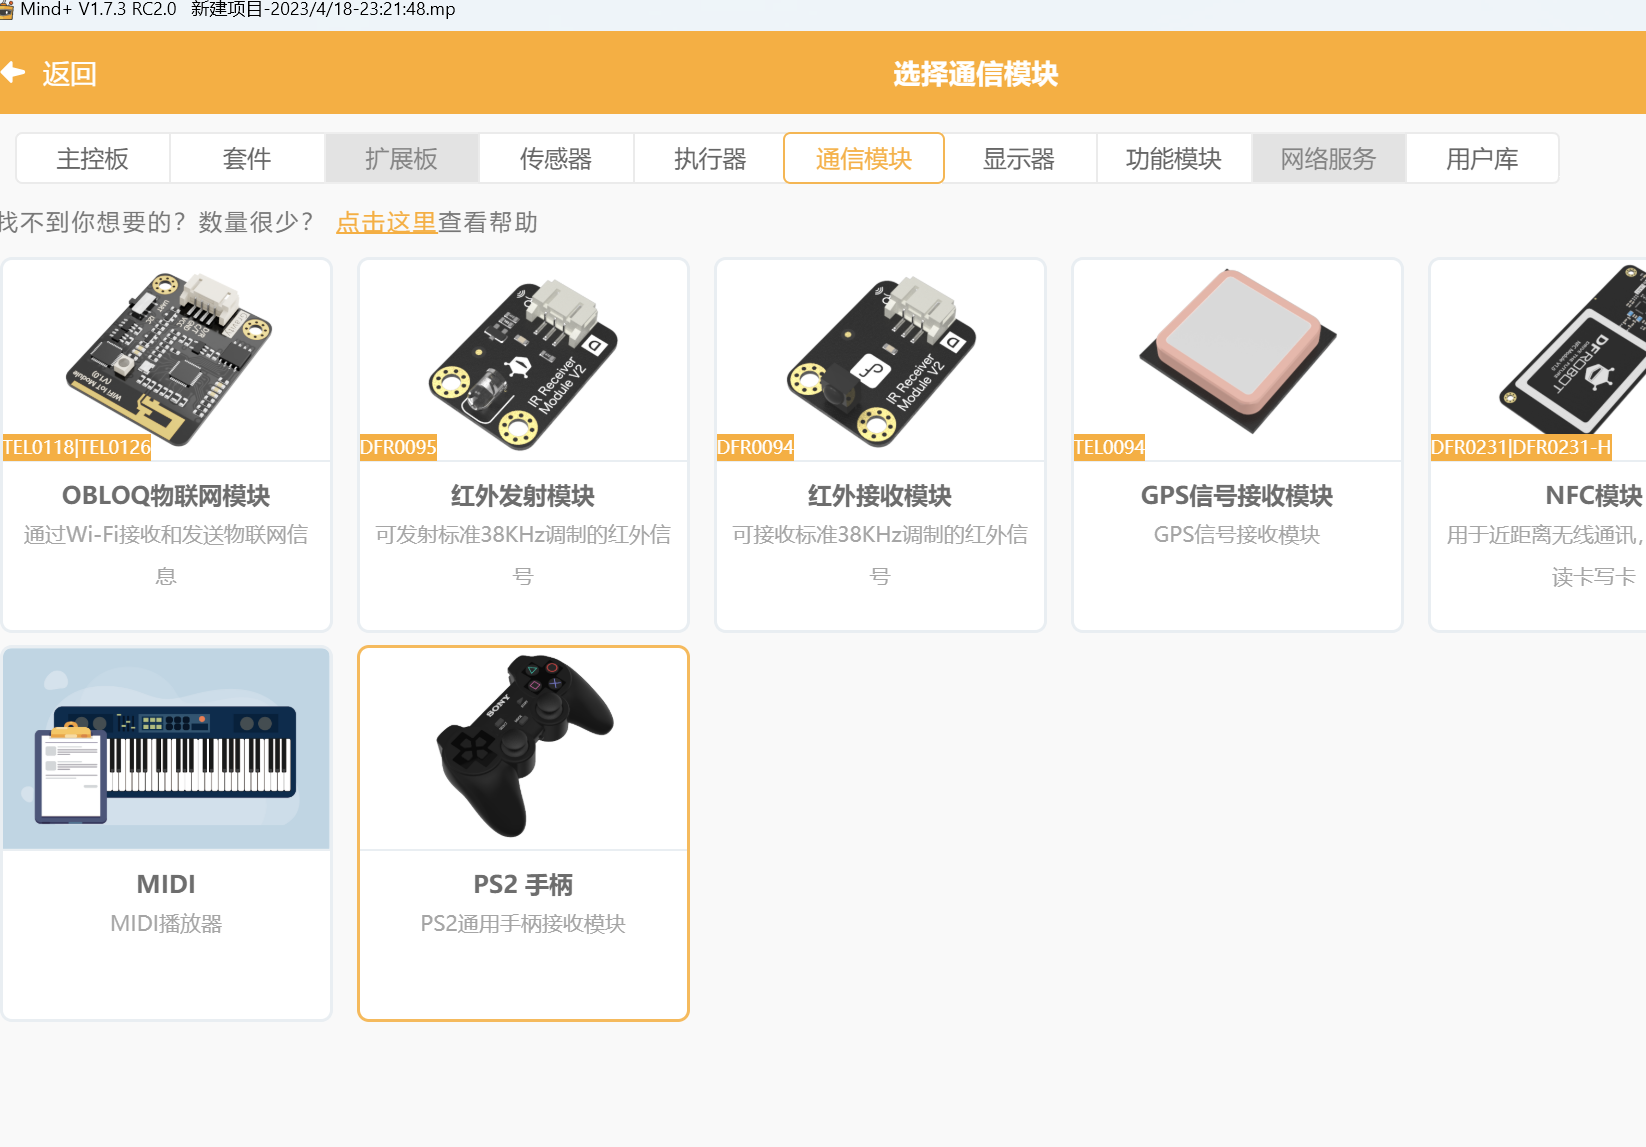 Mind+ V1.7.3 RC2.0 新建项目-2023/4/18-23:21:48.mp
返回
选择通信模块
主控板 套件 扩展板 传感器 执行器 通信模块 显示器 功能模块 网络服务 用户库
找不到你想要的？数量很少？ 点击这里查看帮助
TEL0118|TEL0126
OBLOQ物联网模块
通过Wi-Fi接收和发送物联网信
息
IR Receiver
Module V2
DFR0095
红外发射模块
可发射标准38KHz调制的红外信
号
IR Receiver
Module V2
DFR0094
红外接收模块
可接收标准38KHz调制的红外信
号
TEL0094
GPS信号接收模块
GPS信号接收模块
DFROBOT
DFR0231|DFR0231-H
NFC模块
用于近距离无线通讯，
读卡写卡
MIDI
MIDI播放器
SONY
PS2 手柄
PS2通用手柄接收模块